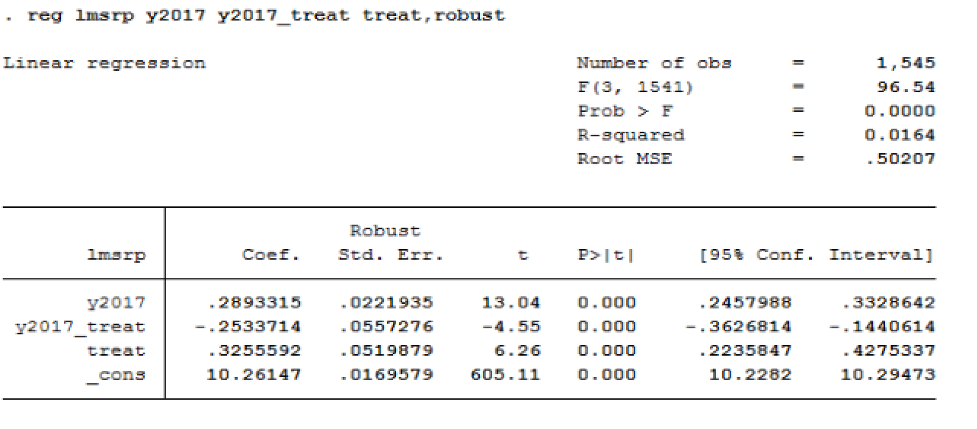 . reg lmsrp y2017 y2017_treat treat,robust
Linear regression Number of obs = 1,545
F(3, 1541) = 96.54
Prob > F = 0.0000
R-squared = 0.0164
Root MSE = .50207
Robust
lmsrp Coef. Std. Err. t P>|t| [95% Conf. Interval]
y2017 .2893315 .0221935 13.04 0.000 .2457988 .3328642
y2017_treat -.2533714 .0557276 -4.55 0.000 -.3626814 -.1440614
treat .3255592 .0519879 6.26 0.000 .2235847 .4275337
_cons 10.26147 .0169579 605.11 0.000 10.2282 10.29473